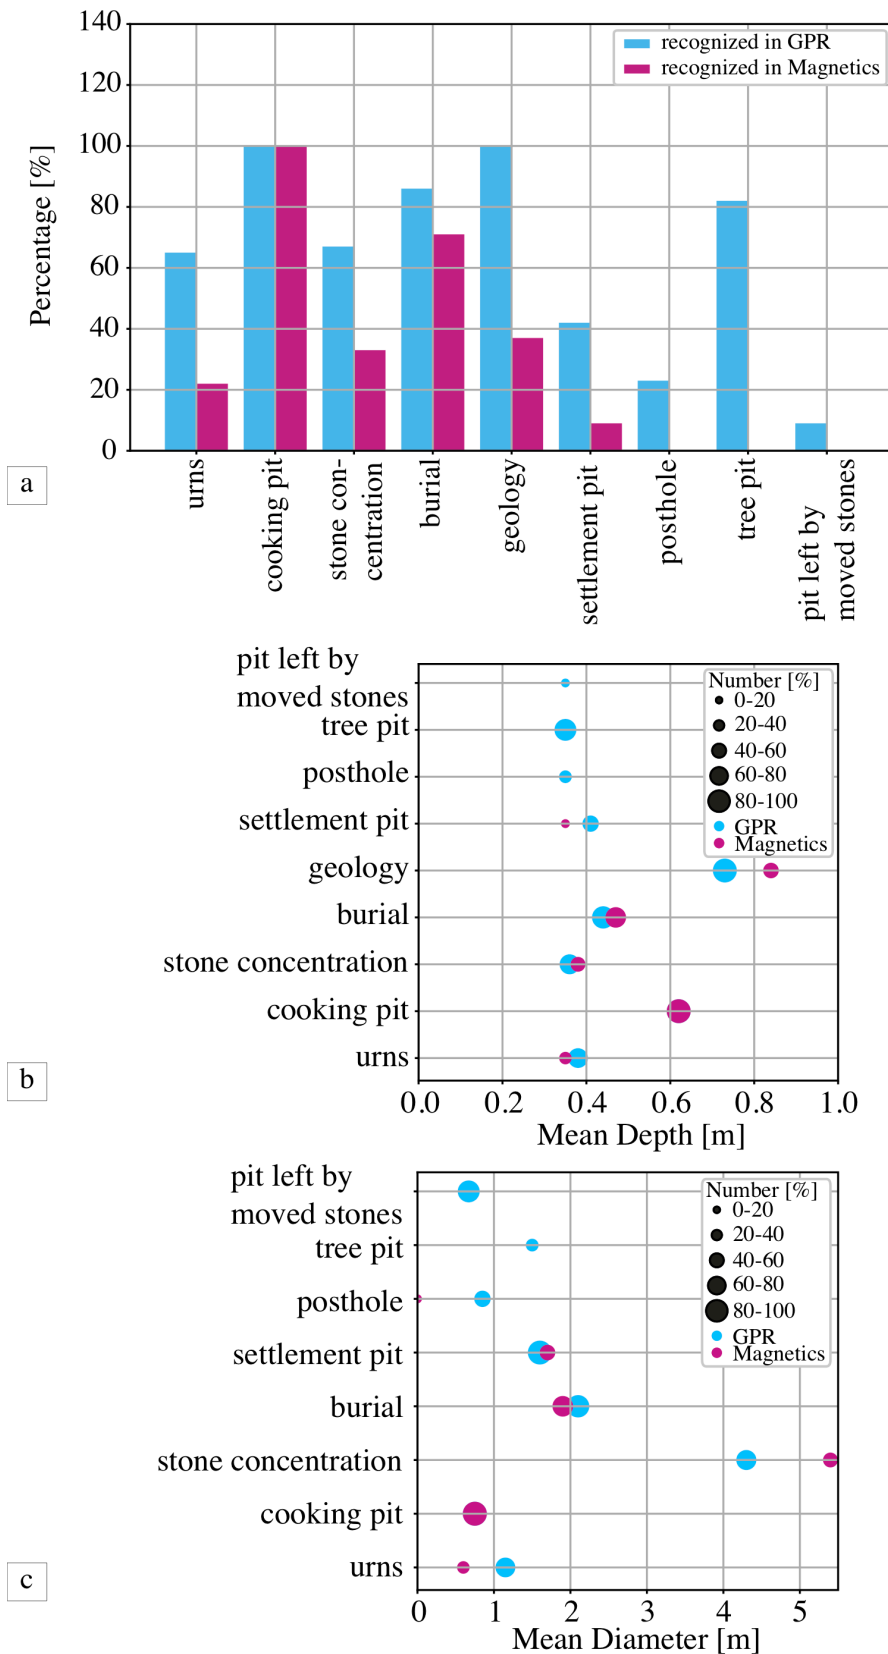 140
120
100
80
60
40
20
0
Percentage [%]
recognized in GPR
recognized in Magnetics
urns
cooking pit
stone con-
centration
burial
geology
settlement pit
posthole
tree pit
pit left by
moved stones
a
pit left by
moved stones
tree pit
posthole
settlement pit
geology
burial
stone concentration
cooking pit
urns
Number [%]
0-20
20-40
40-60
60-80
80-100
GPR
Magnetics
0.0 0.2 0.4 0.6 0.8 1.0
Mean Depth [m]
b
pit left by
moved stones
tree pit
posthole
settlement pit
burial
stone concentration
cooking pit
urns
Number [%]
0-20
20-40
40-60
60-80
80-100
GPR
Magnetics
0 1 2 3 4 5
Mean Diameter [m]
c